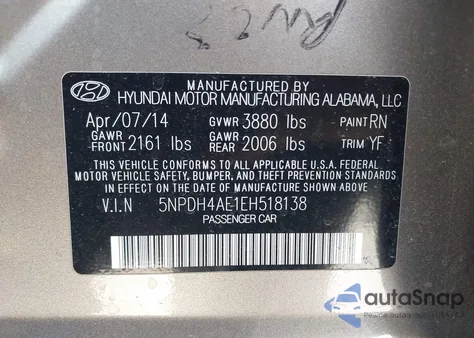 MANUFACTURED BY
HYUNDAI MOTOR MANUFACTURING ALABAMA, LLC
Apr/07/14 GVWR 3880 lbs PAINT RN
GAWR FRONT 2161 lbs GAWR REAR 2006 lbs TRIM YF
THIS VEHICLE CONFORMS TO ALL APPLICABLE U.S.A FEDERAL
MOTOR VEHICLE SAFETY, BUMPER, AND THEFT PREVENTION
STANDARDS IN EFFECT ON THE DATE OF MANUFACTURE SHOWN ABOVE.
V.I.N 5NPDH4AE1EH518138
PASSENGER CAR
autoSnap